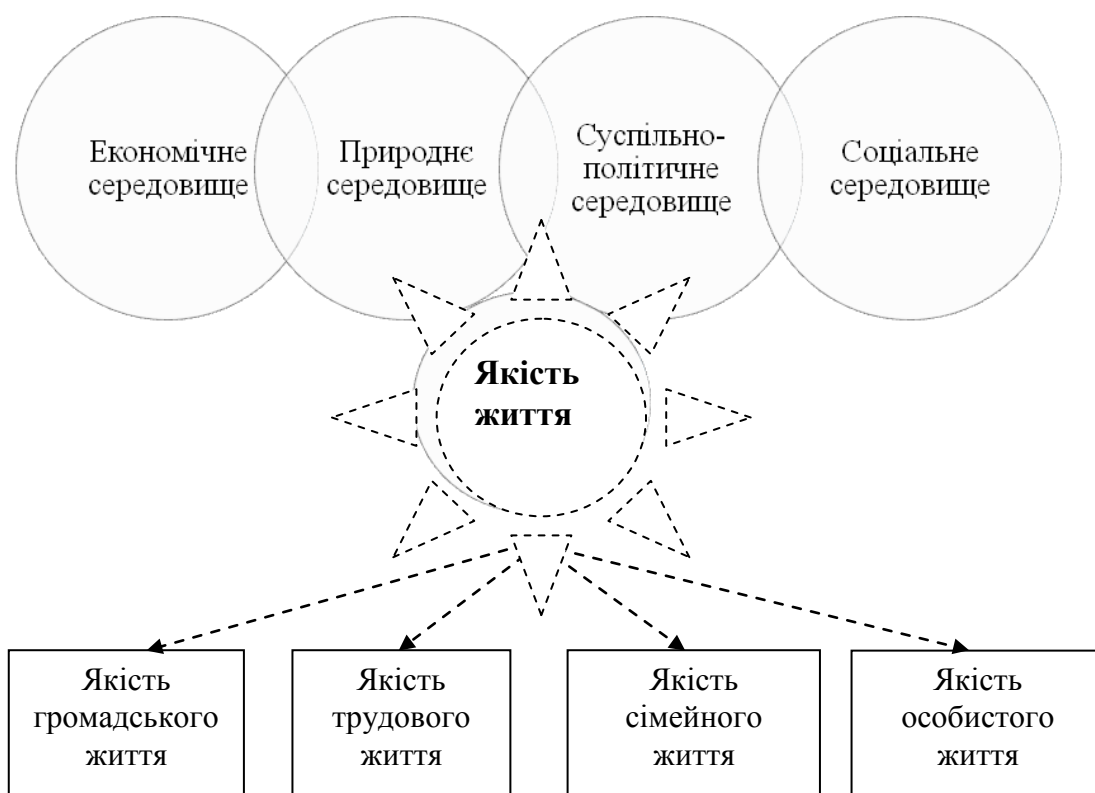 Економічне
середовище
Природнє
середовище
Суспільно-
політичне
середовище
Соціальне
середовище
Якість
життя
Якість
громадського
життя
Якість
трудового
життя
Якість
сімейного
життя
Якість
особистого
життя